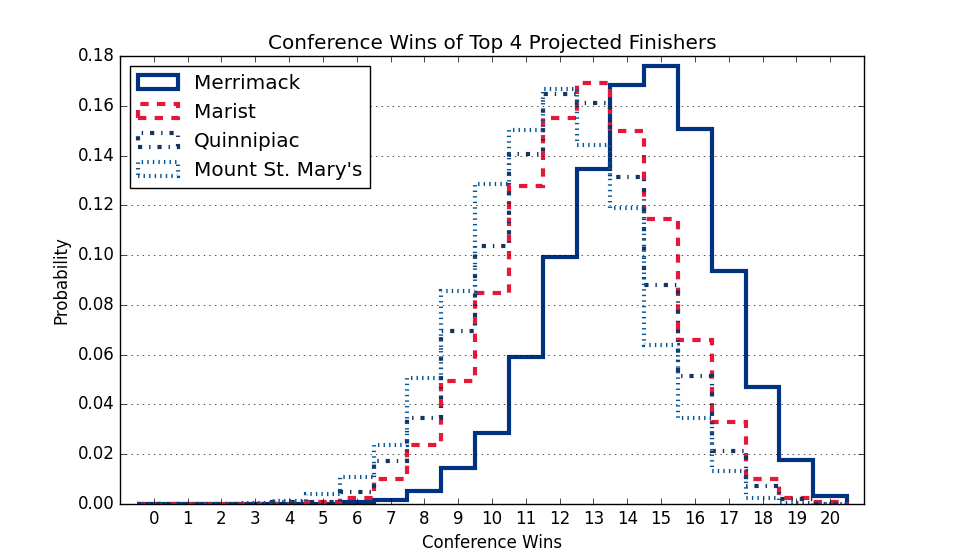 Conference Wins of Top 4 Projected Finishers
0.18
0.16
0.14
0.12
0.10
0.08
0.06
0.04
0.02
0.00
Probability
Merrimack
Marist
Quinnipiac
Mount St. Mary's
0 1 2 3 4 5 6 7 8 9 10 11 12 13 14 15 16 17 18 19 20
Conference Wins